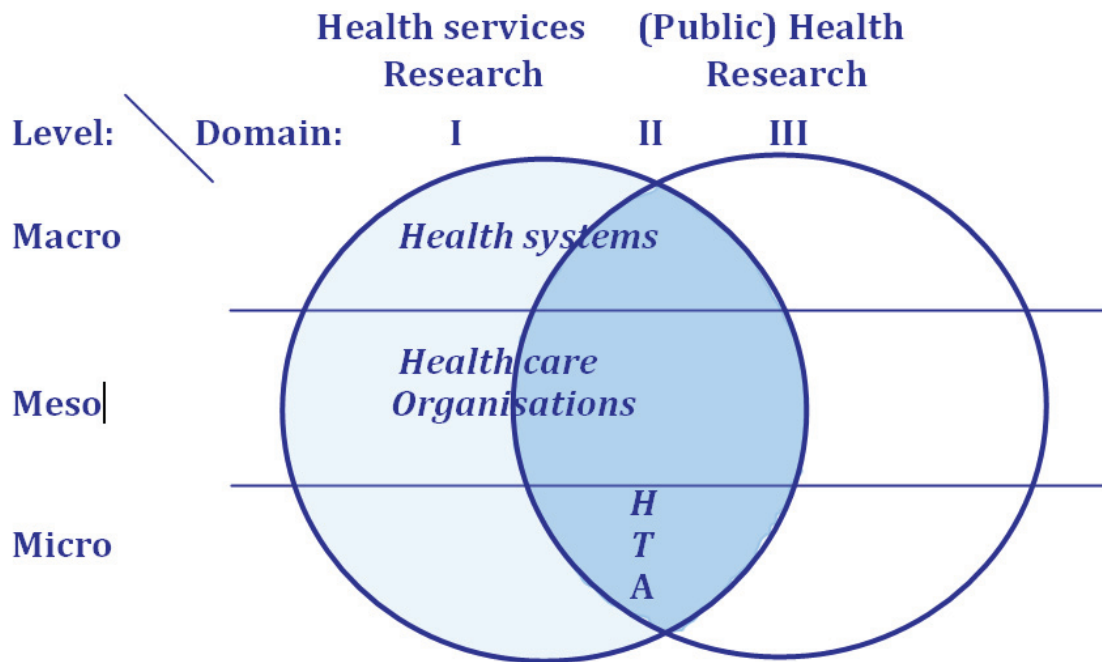 Health services (Public) Health
Research Research
Level: Domain: I II III
Macro Health systems
Health care
Meso Organisations
H
Micro T
A